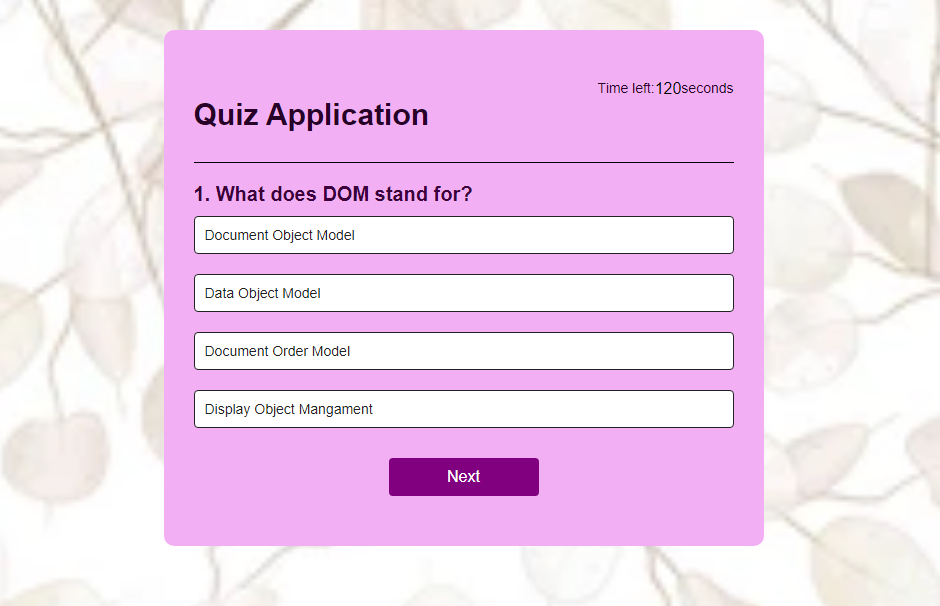 Time left:120seconds
Quiz Application
1. What does DOM stand for?
Document Object Model
Data Object Model
Document Order Model
Display Object Mangament
Next